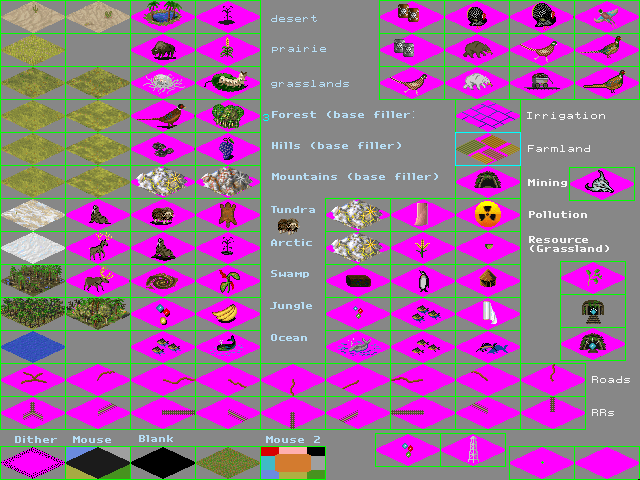 desert
prairie
grasslands
3Forest (base filler)
Irrigation
Hills (base filler)
Farmland
Mountains (base filler)
Mining
Tundra
Pollution
Arctic
Resource
(Grassland)
Swamp
Jungle
Ocean
Roads
RRs
Dither Mouse Blank Mouse 2